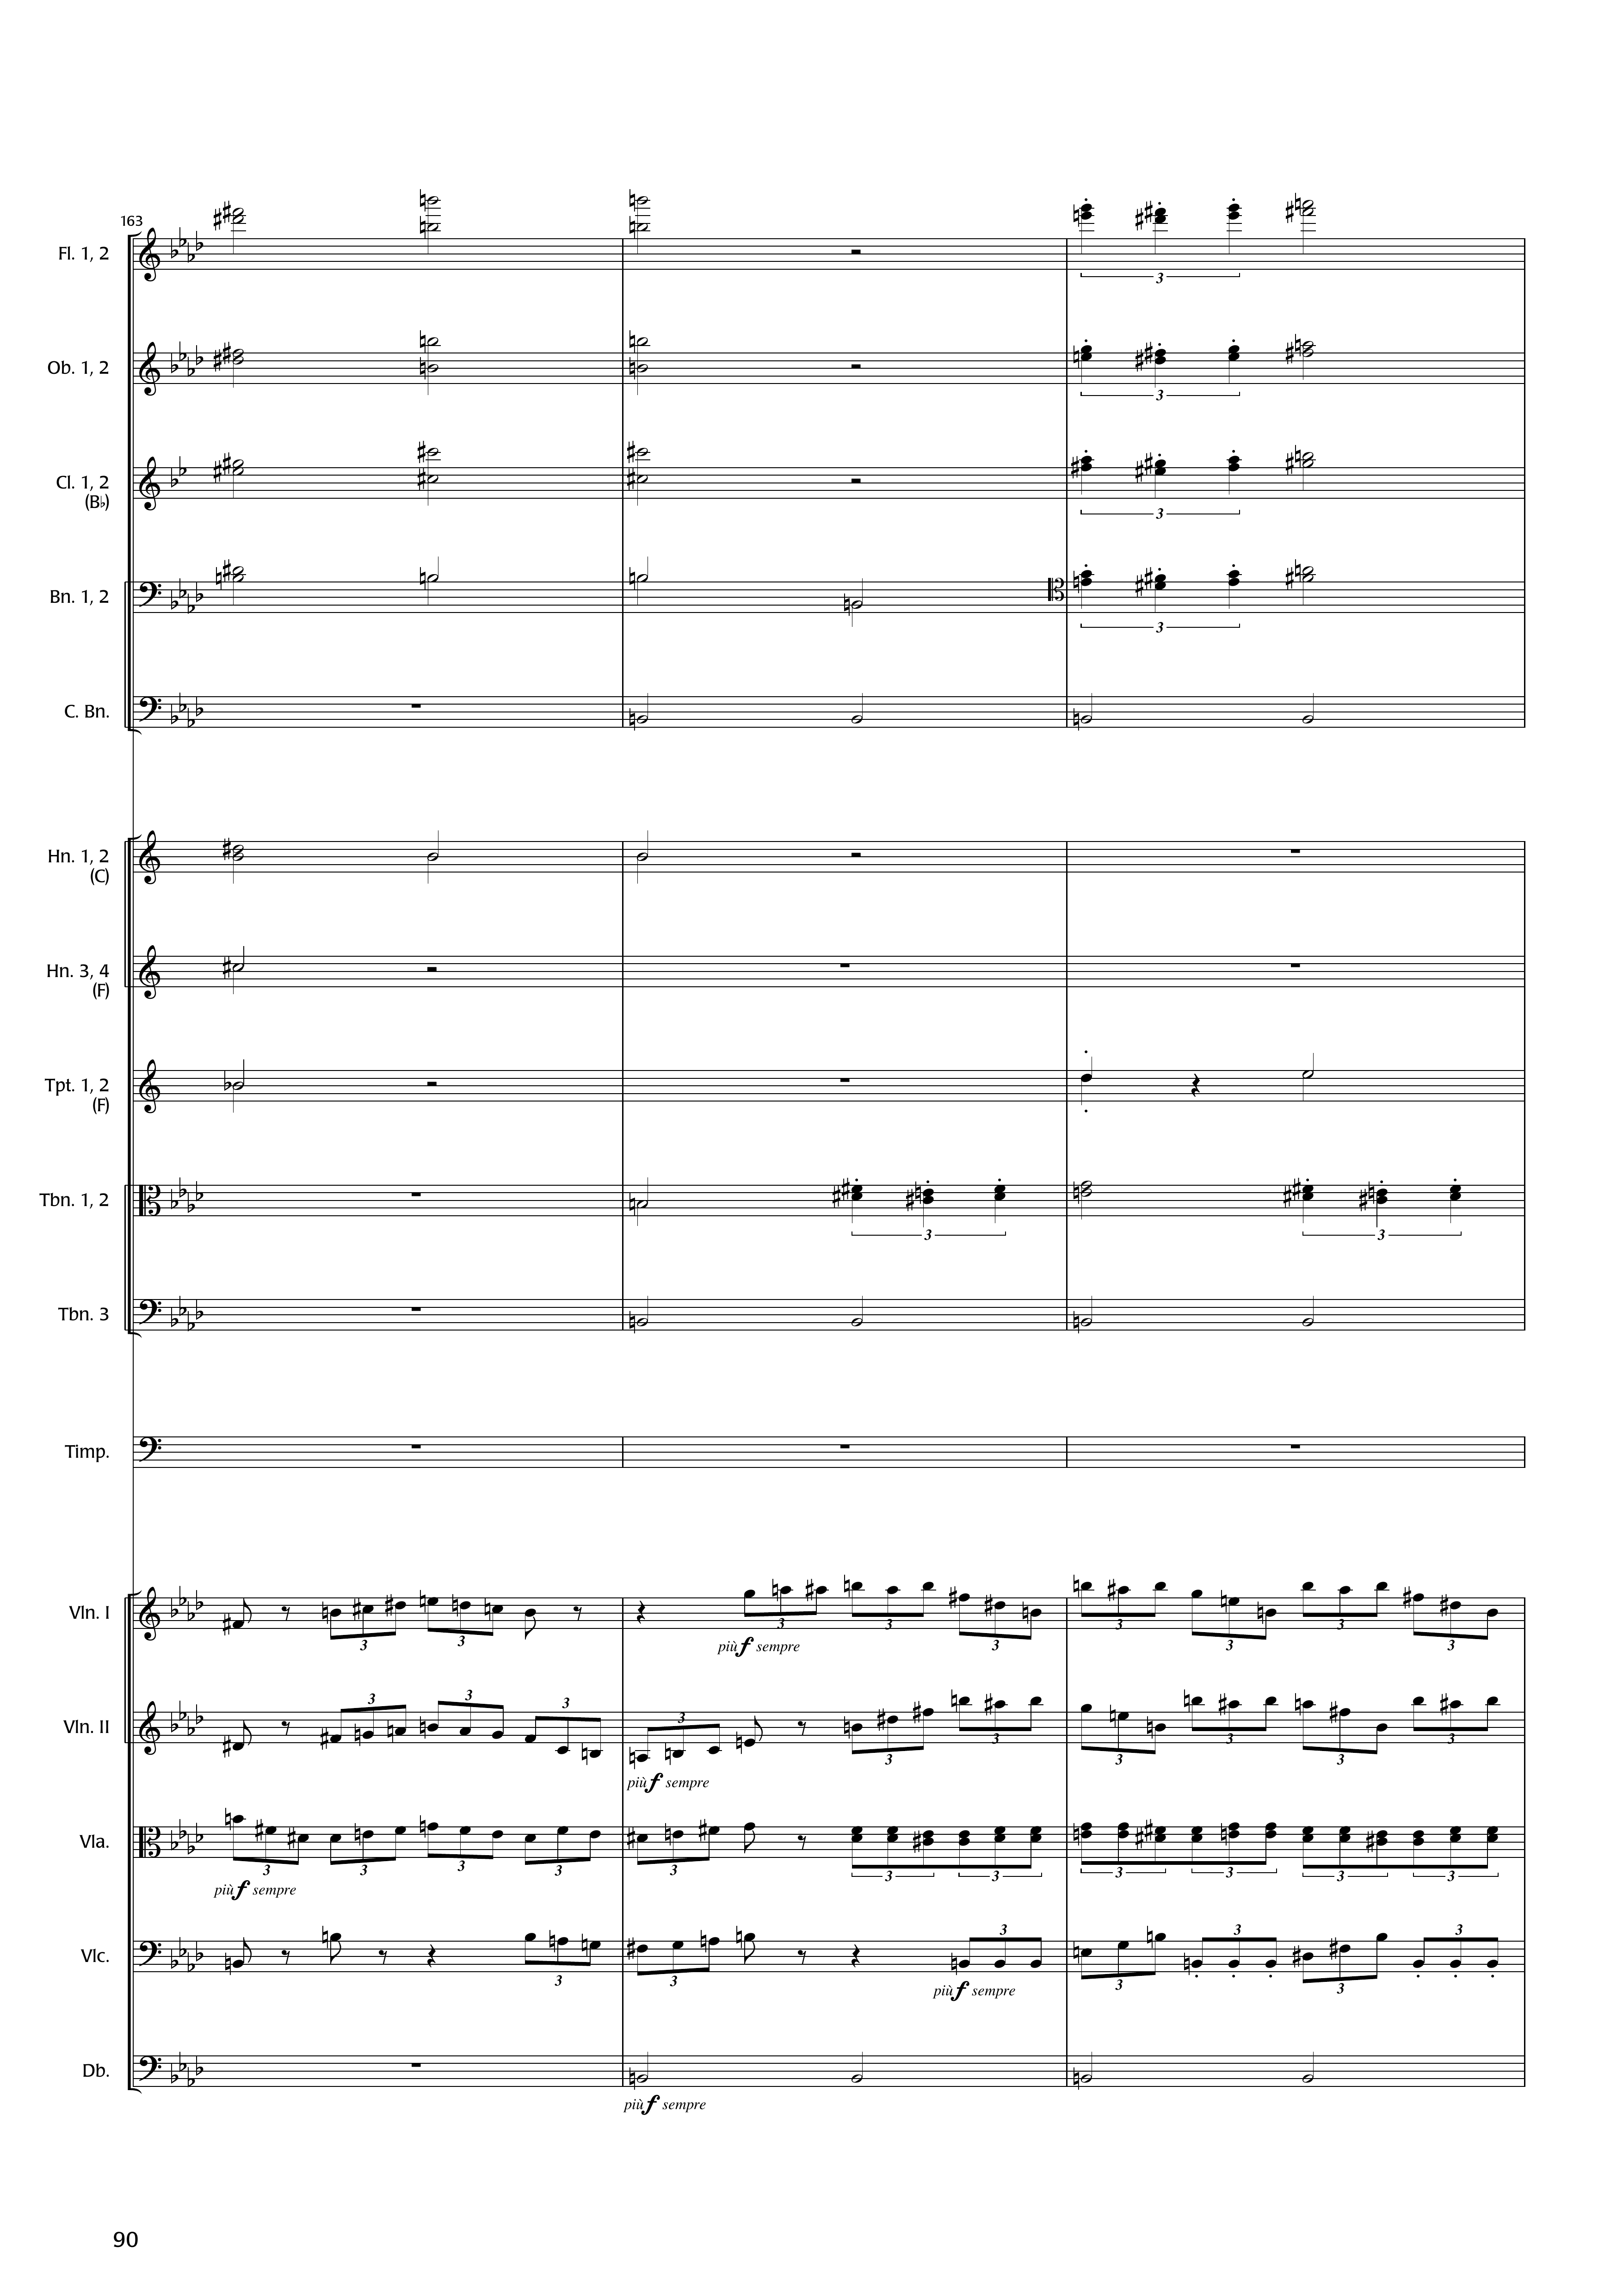 163
Fl. 1, 2
3
Ob. 1, 2
3
Cl. 1, 2
(B♭)
3
Bn. 1, 2
3
C. Bn.
Hn. 1, 2
(C)
Hn. 3, 4
(F)
Tpt. 1, 2
(F)
Tbn. 1, 2
3 3
Tbn. 3
Timp.
Vln. I
3 3 3 3 3 3 3 3 3
più f sempre
Vln. II
3 3 3 3 3 3 3 3 3 3
più f sempre
Vla.
3 3 3 3 3 3 3 3 3 3 3
più f sempre
Vlc.
3 3 3 3 3 3 3
più f sempre
Db.
più f sempre
90